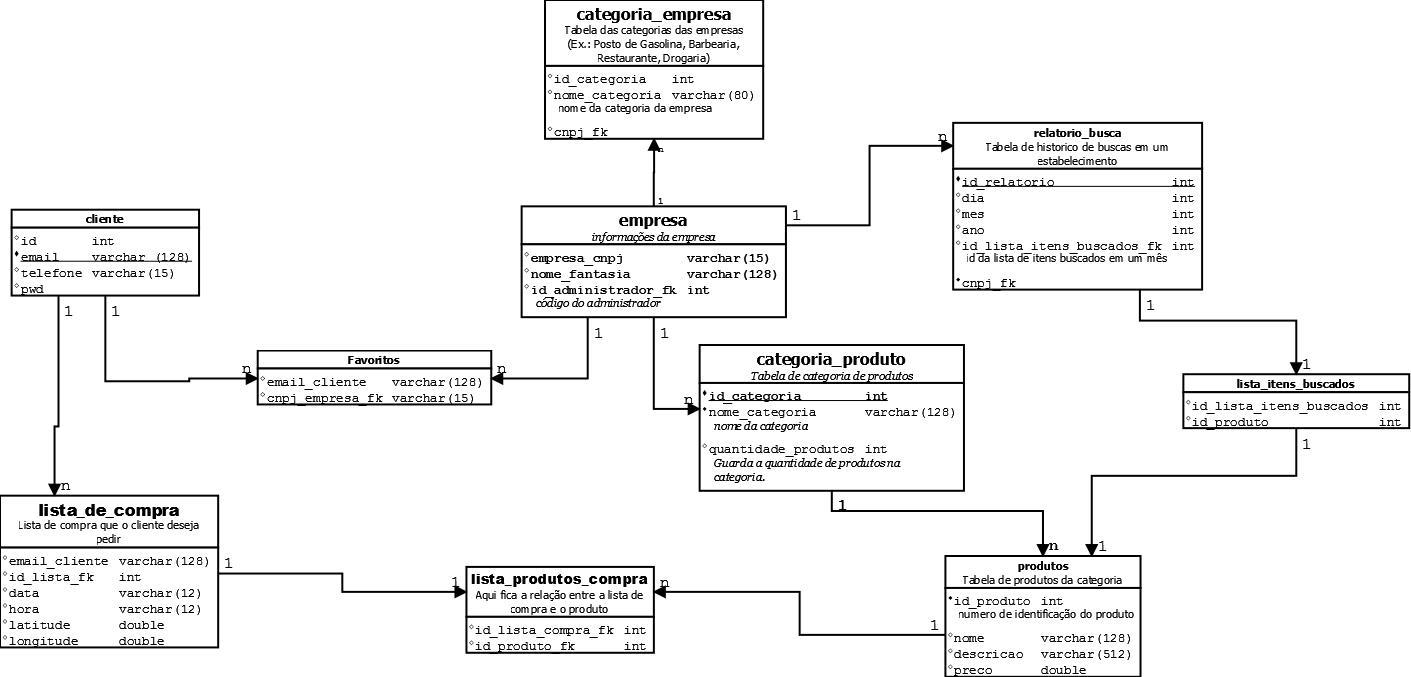 categoria_empresa
Tabela das categorias das empresas
(Ex.: Posto de Gasolina, Barbearia,
Restaurante, Drogaria)
id_categoria int
nome_categoria varchar(80)
nome da categoria da empresa
cnpj_fk
n
1
relatorio_busca
Tabela de historico de buscas em um
estabelecimento
id_relatorio int
dia int
mes int
ano int
id_lista_itens_buscados_fk int
id da lista de itens buscados em um mês
cnpj_fk
n
1
cliente
id int
email varchar (128)
telefone varchar(15)
pwd
1
1
empresa
informações da empresa
empresa_cnpj varchar(15)
nome_fantasia varchar(128)
id_administrador_fk int
código do administrador
1
1
1
Favoritos
email_cliente varchar(128)
cnpj_empresa_fk varchar(15)
n
n
categoria_produto
Tabela de categoria de produtos
id_categoria int
nome_categoria varchar(128)
nome da categoria
quantidade_produtos int
Guarda a quantidade de produtos na
categoria.
n
1
lista_itens_buscados
id_lista_itens_buscados int
id_produto int
1
1
lista_de_compra
Lista de compra que o cliente deseja
pedir
email_cliente varchar(128)
id_lista_fk int
data varchar(12)
hora varchar(12)
latitude double
longitude double
n
1
lista_produtos_compra
Aqui fica a relação entre a lista de
compra e o produto
id_lista_compra_fk int
id_produto_fk int
1
n
produtos
Tabela de produtos da categoria
id_produto int
numero de identificação do produto
nome varchar(128)
descricao varchar(512)
preco double
n
1
1